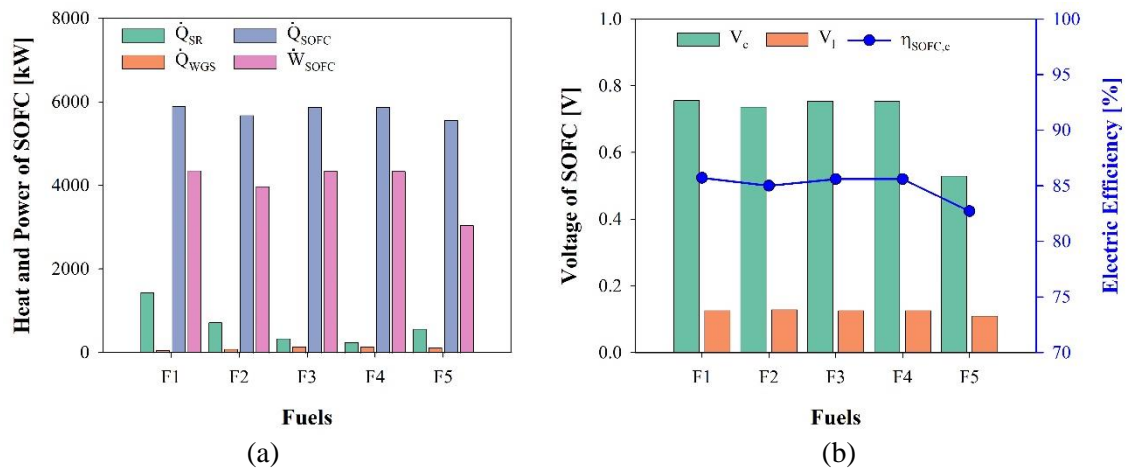 8000
6000
4000
2000
0
Heat and Power of SOFC [kW]
Q̇SR
Q̇SOFC
Q̇WGS
ẆSOFC
F1 F2 F3 F4 F5
Fuels
(a)
1.0
0.8
0.6
0.4
0.2
0.0
Voltage of SOFC [V]
Vc
Vl
ηSOFC,e
100
95
90
85
80
75
70
Electric Efficiency [%]
F1 F2 F3 F4 F5
Fuels
(b)